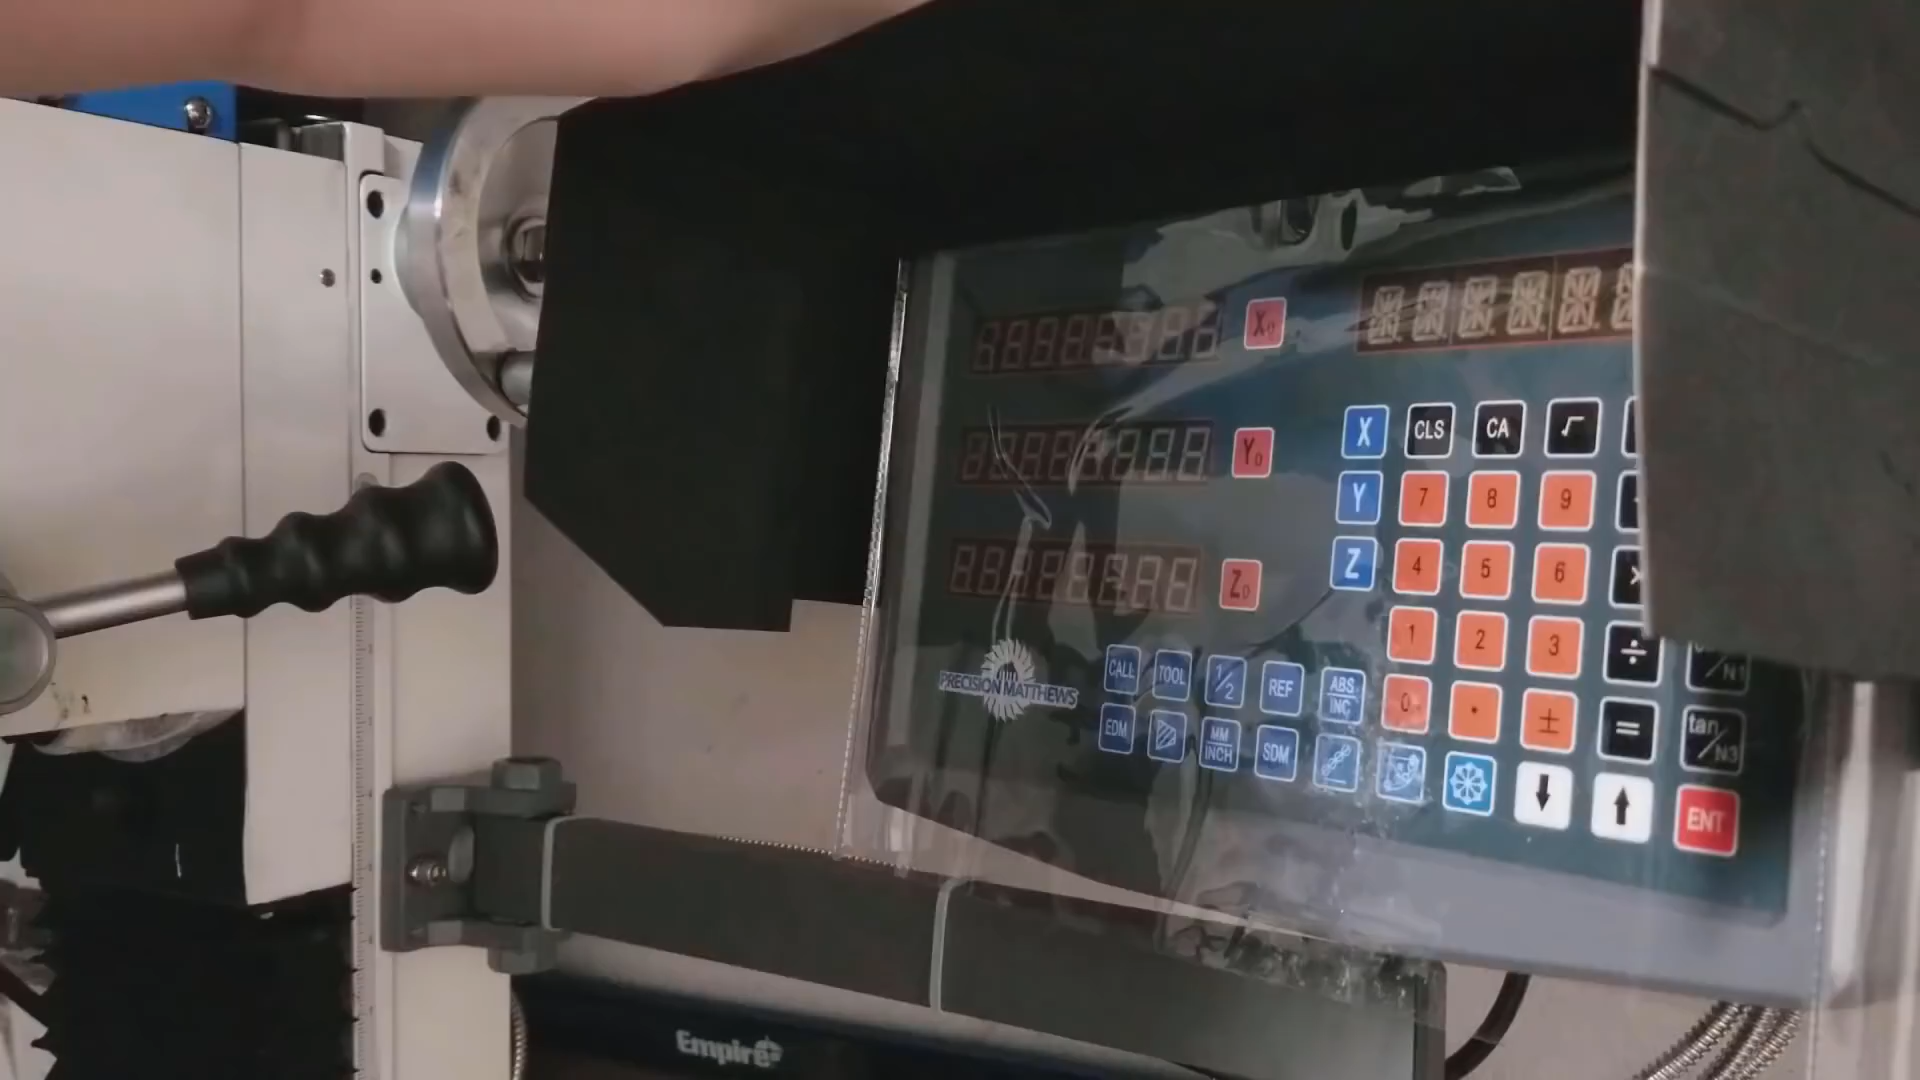 X₀
Y₀
Z₀
X CLS CA √
Y 7 8 9
Z 4 5 6 ×
1 2 3 ÷
0 . ± =
/N1
tan/N3
CALL TOOL 1/2 REF ABS/INC
EDM MM/INCH SDM
↓ ↑ ENT
PRECISION MATTHEWS
Empire